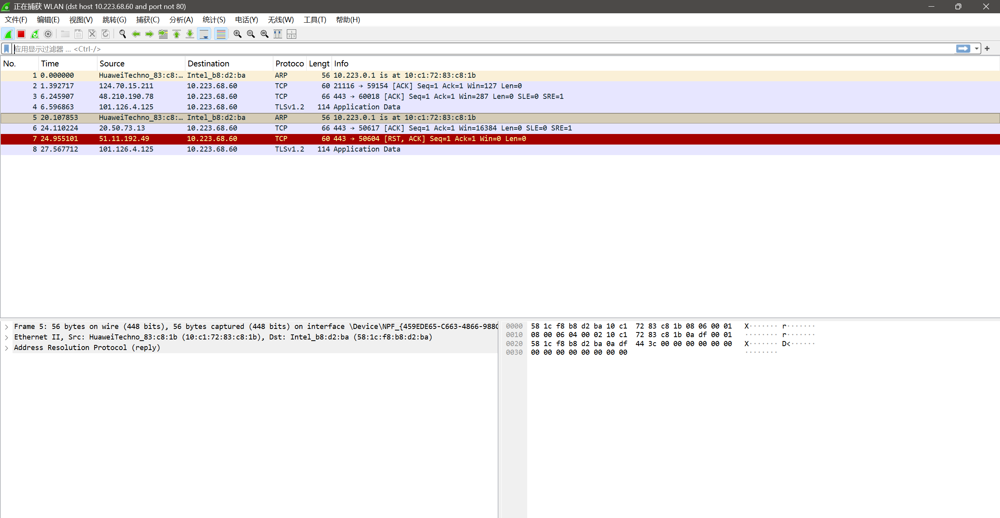 正在捕获 WLAN (dst host 10.223.68.60 and port not 80)
文件(F) 编辑(E) 视图(V) 跳转(G) 捕获(C) 分析(A) 统计(S) 电话(Y) 无线(W) 工具(T) 帮助(H)
应用显示过滤器 … <Ctrl-/>
No. Time Source Destination Protoco Lengt Info
1 0.000000 HuaweiTechno_83:c8:… Intel_b8:d2:ba ARP 56 10.223.0.1 is at 10:c1:72:83:c8:1b
2 1.392717 124.70.15.211 10.223.68.60 TCP 60 21116 → 59154 [ACK] Seq=1 Ack=1 Win=127 Len=0
3 6.245907 48.210.190.78 10.223.68.60 TCP 66 443 → 60018 [ACK] Seq=1 Ack=1 Win=287 Len=0 SLE=0 SRE=1
4 6.596863 101.126.4.125 10.223.68.60 TLSv1.2 114 Application Data
5 20.107853 HuaweiTechno_83:c8:… Intel_b8:d2:ba ARP 56 10.223.0.1 is at 10:c1:72:83:c8:1b
6 24.110224 20.50.73.13 10.223.68.60 TCP 66 443 → 50617 [ACK] Seq=1 Ack=1 Win=16384 Len=0 SLE=0 SRE=1
7 24.955101 51.11.192.49 10.223.68.60 TCP 60 443 → 50604 [RST, ACK] Seq=1 Ack=1 Win=0 Len=0
8 27.567712 101.126.4.125 10.223.68.60 TLSv1.2 114 Application Data
Frame 5: 56 bytes on wire (448 bits), 56 bytes captured (448 bits) on interface \Device\NPF_{459EDE65-C663-4866-988
Ethernet II, Src: HuaweiTechno_83:c8:1b (10:c1:72:83:c8:1b), Dst: Intel_b8:d2:ba (58:1c:f8:b8:d2:ba)
Address Resolution Protocol (reply)
0000 58 1c f8 b8 d2 ba 10 c1 72 83 c8 1b 08 06 00 01 X······· r·······
0010 08 00 06 04 00 02 10 c1 72 83 c8 1b 0a df 00 01 ········ r·······
0020 58 1c f8 b8 d2 ba 0a df 44 3c 00 00 00 00 00 00 X······· D<······
0030 00 00 00 00 00 00 00 00 ········